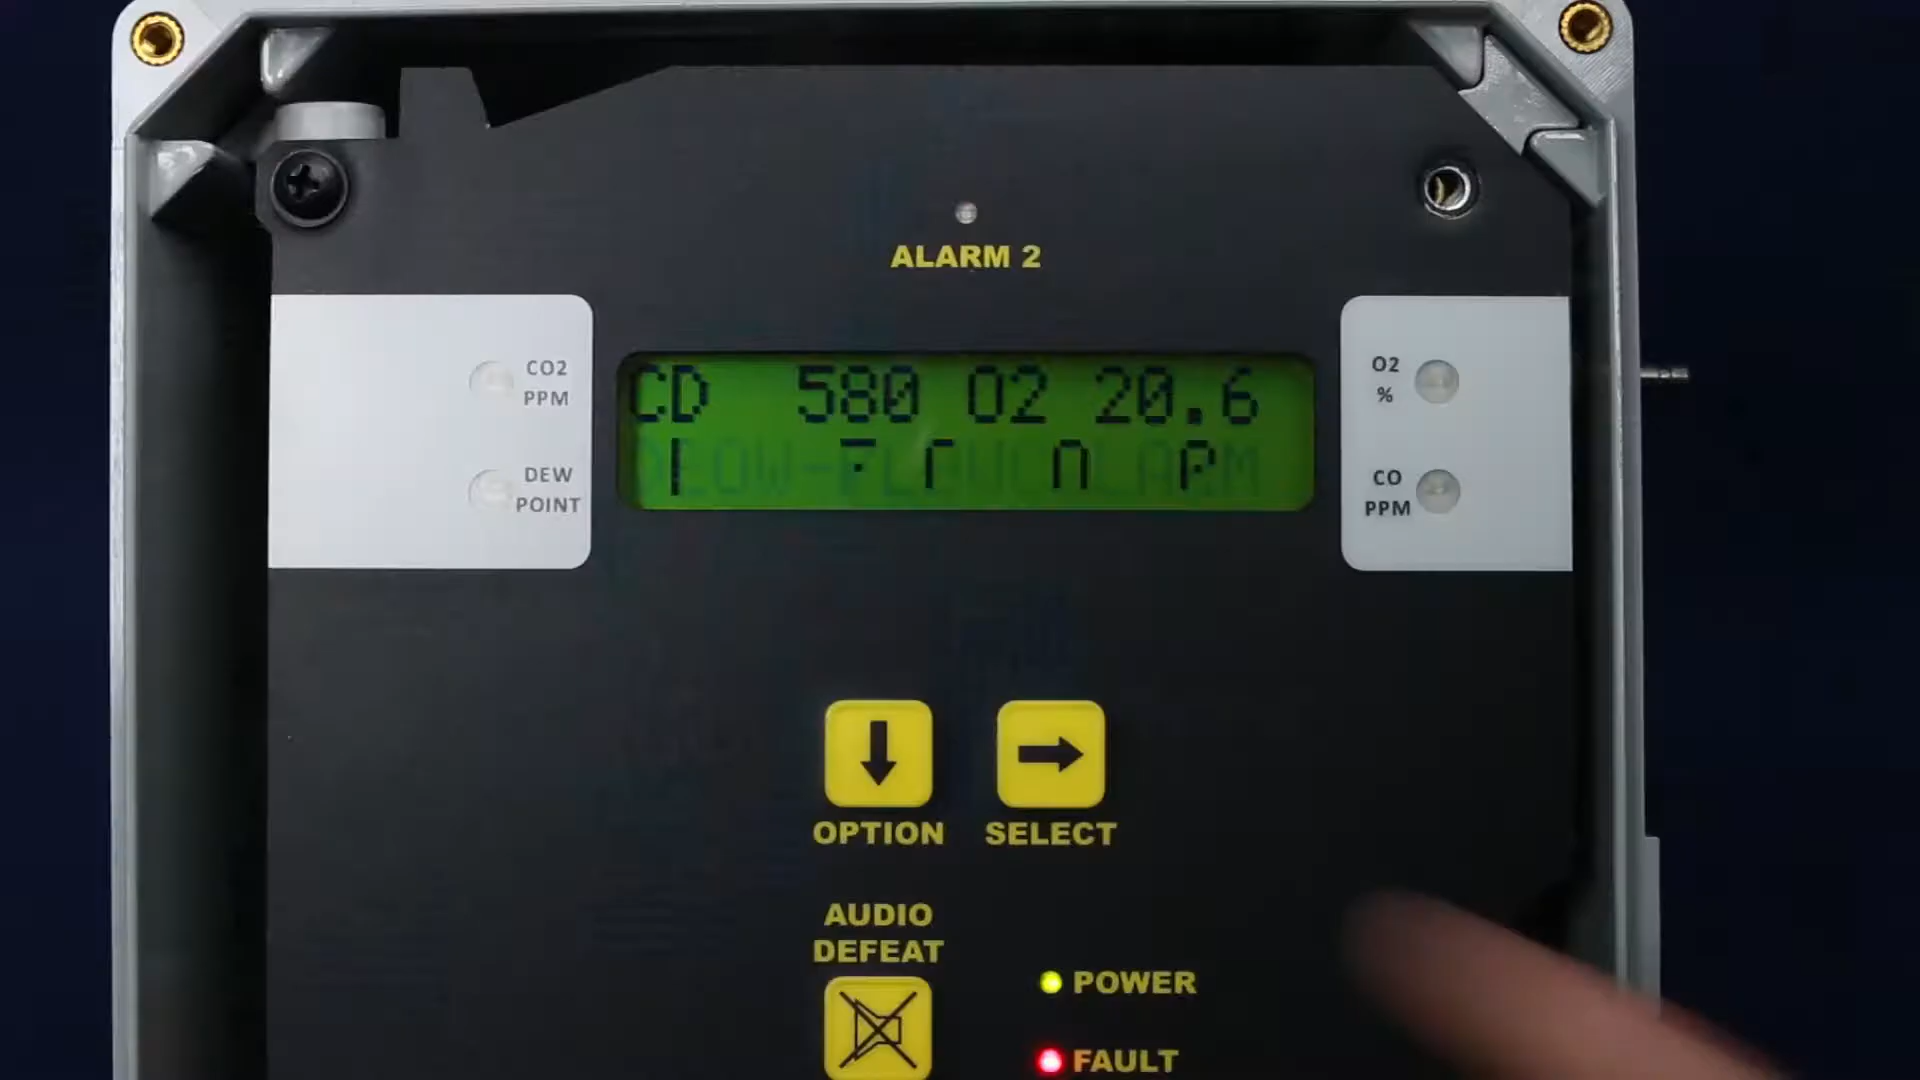 ALARM 2
CO2
PPM
DEW
POINT
CD 580 O2 20.6
O2
%
CO
PPM
OPTION
SELECT
AUDIO
DEFEAT
POWER
FAULT